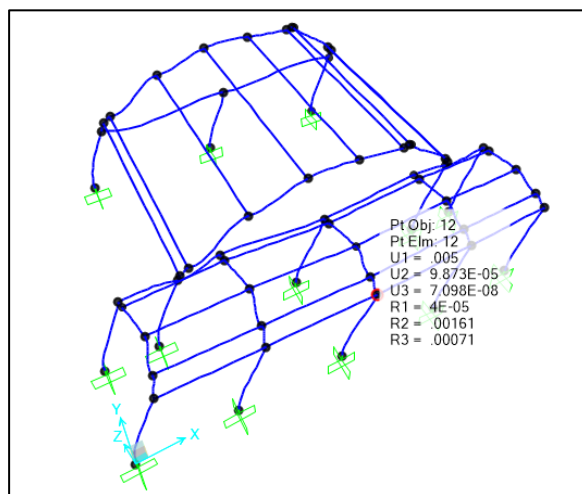 Pt Obj: 12
Pt Elm: 12
U1 = .005
U2 = 9.873E-05
U3 = 7.098E-08
R1 = 4E-05
R2 = .00161
R3 = .00071
Y
Z
X